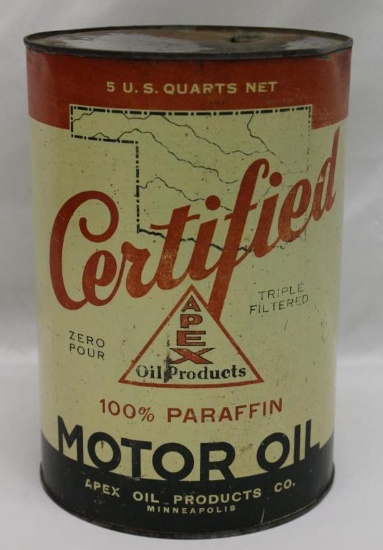 5 U.S. QUARTS NET
Certified
TRIPLE
FILTERED
ZERO
POUR
APEX
Oil Products
100% PARAFFIN
MOTOR OIL
APEX OIL PRODUCTS CO.
MINNEAPOLIS